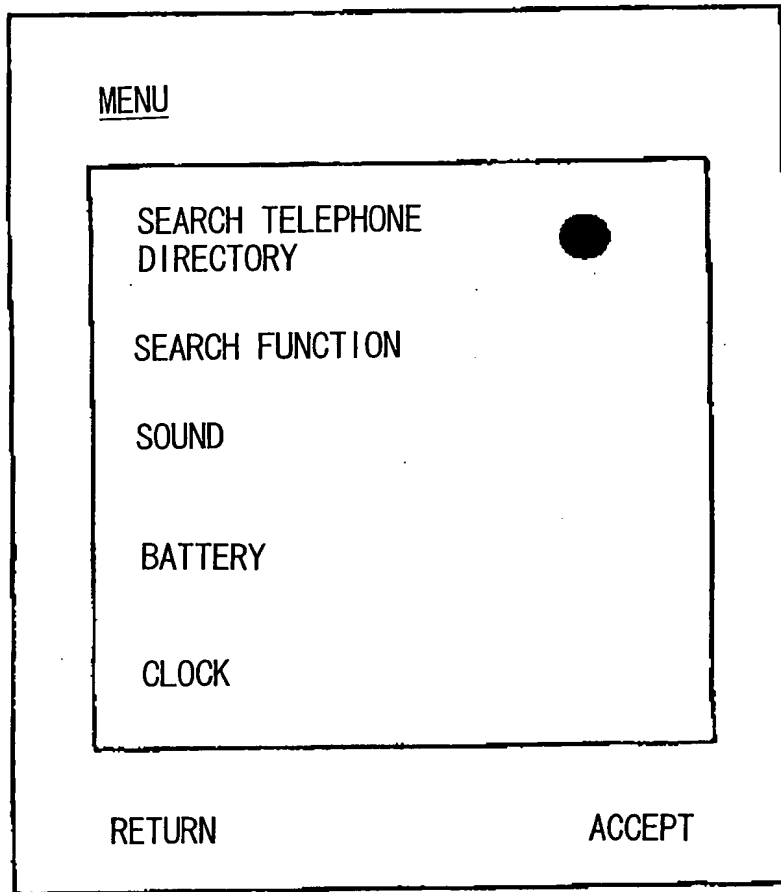 MENU
SEARCH TELEPHONE
DIRECTORY
SEARCH FUNCTION
SOUND
BATTERY
CLOCK
RETURN
ACCEPT